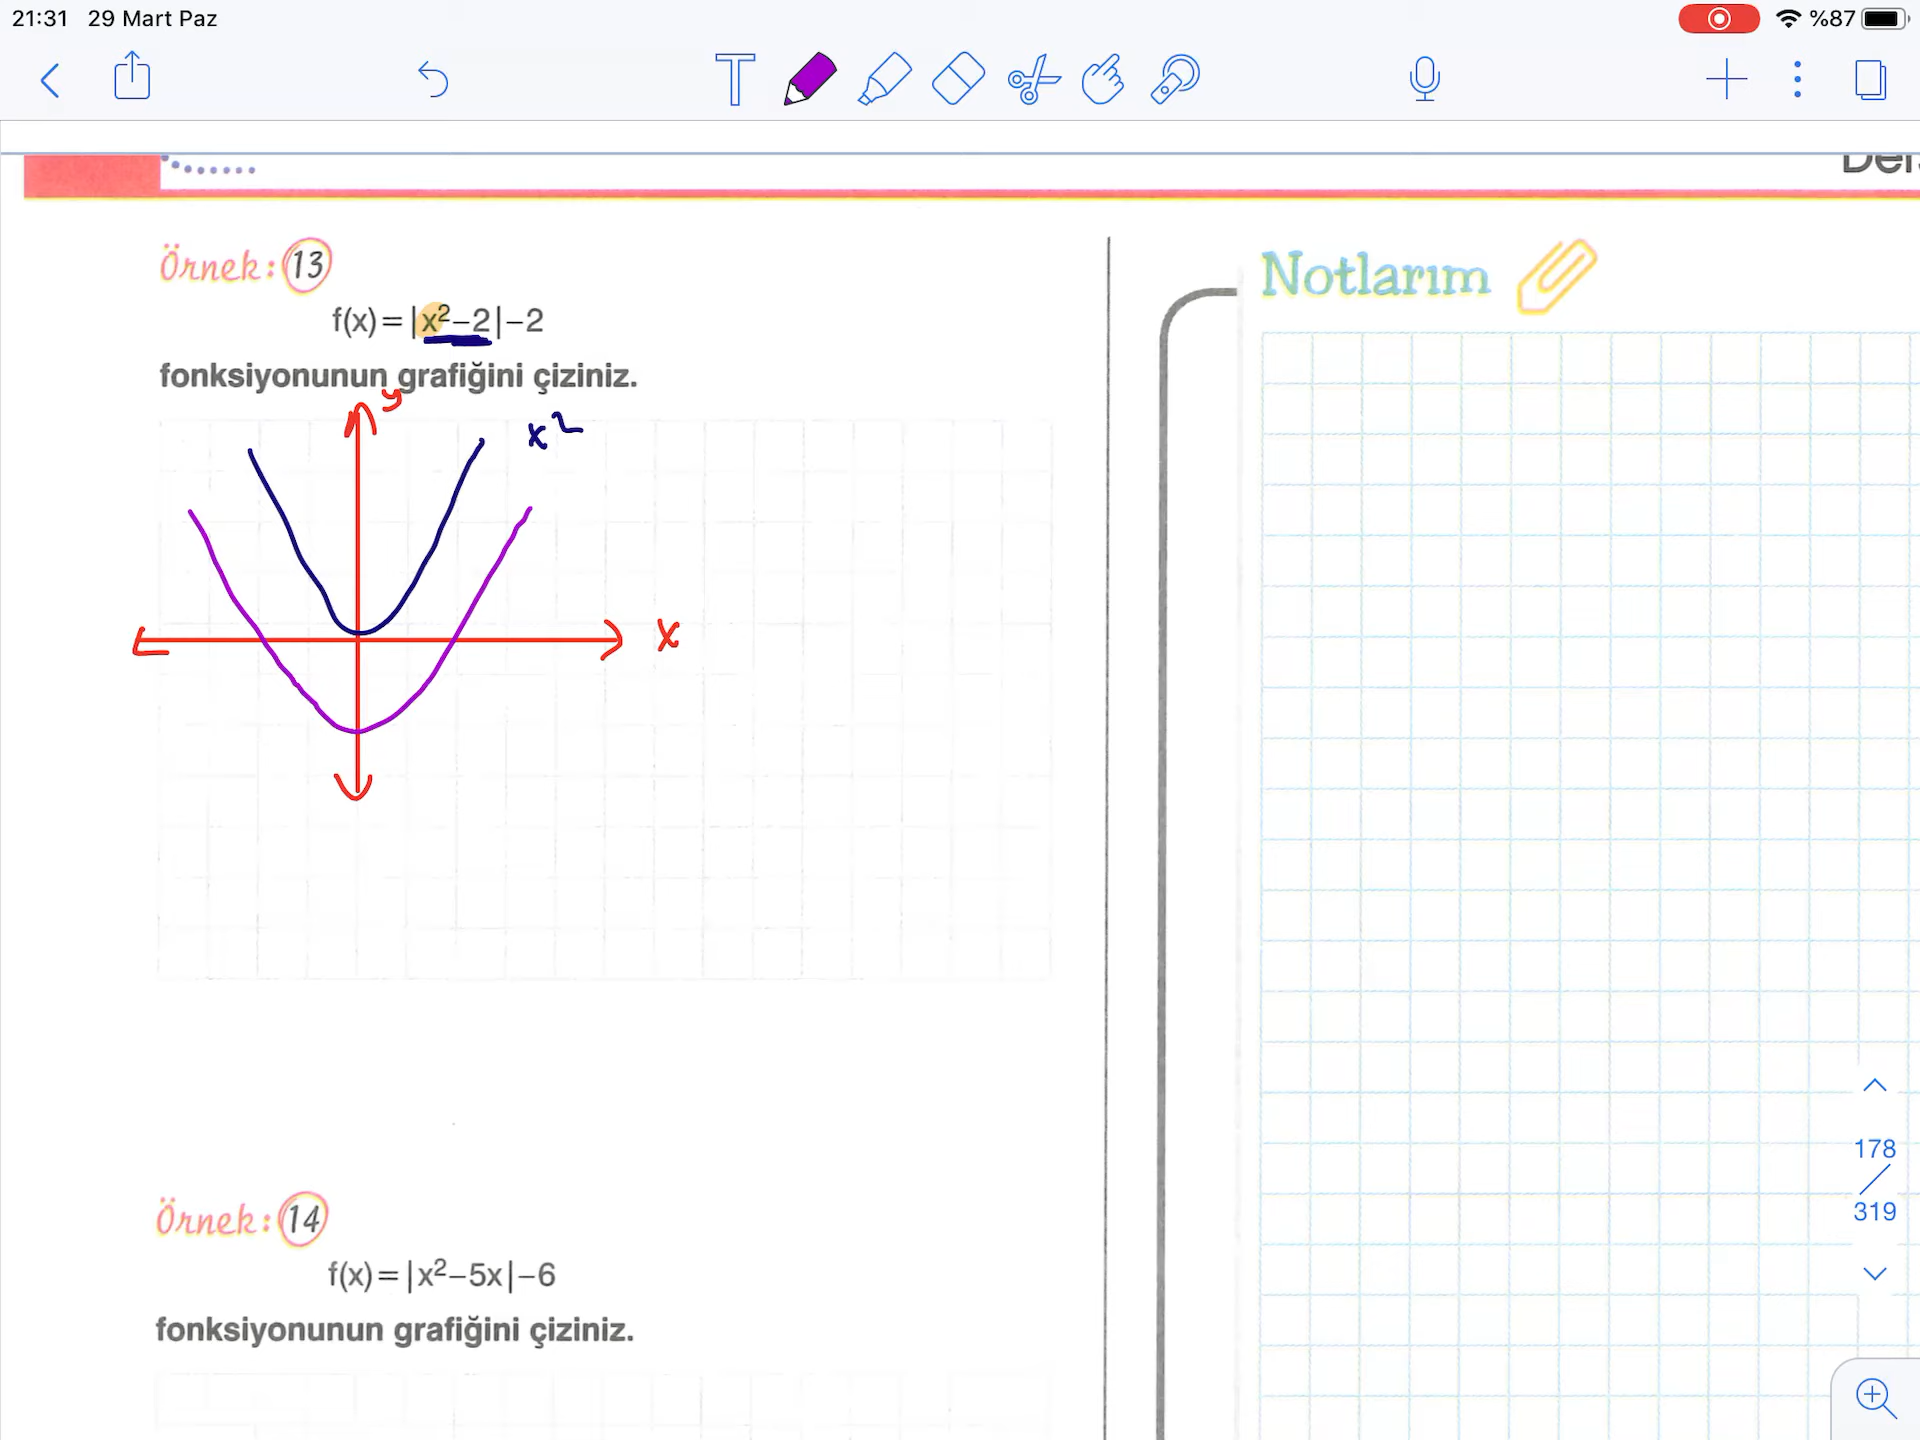 21:31 29 Mart Paz %87
Örnek: 13
f(x)=|x²-2|-2
fonksiyonunun grafiğini çiziniz.
y
x²
x
Örnek: 14
f(x)=|x²-5x|-6
fonksiyonunun grafiğini çiziniz.
Notlarım
178
319